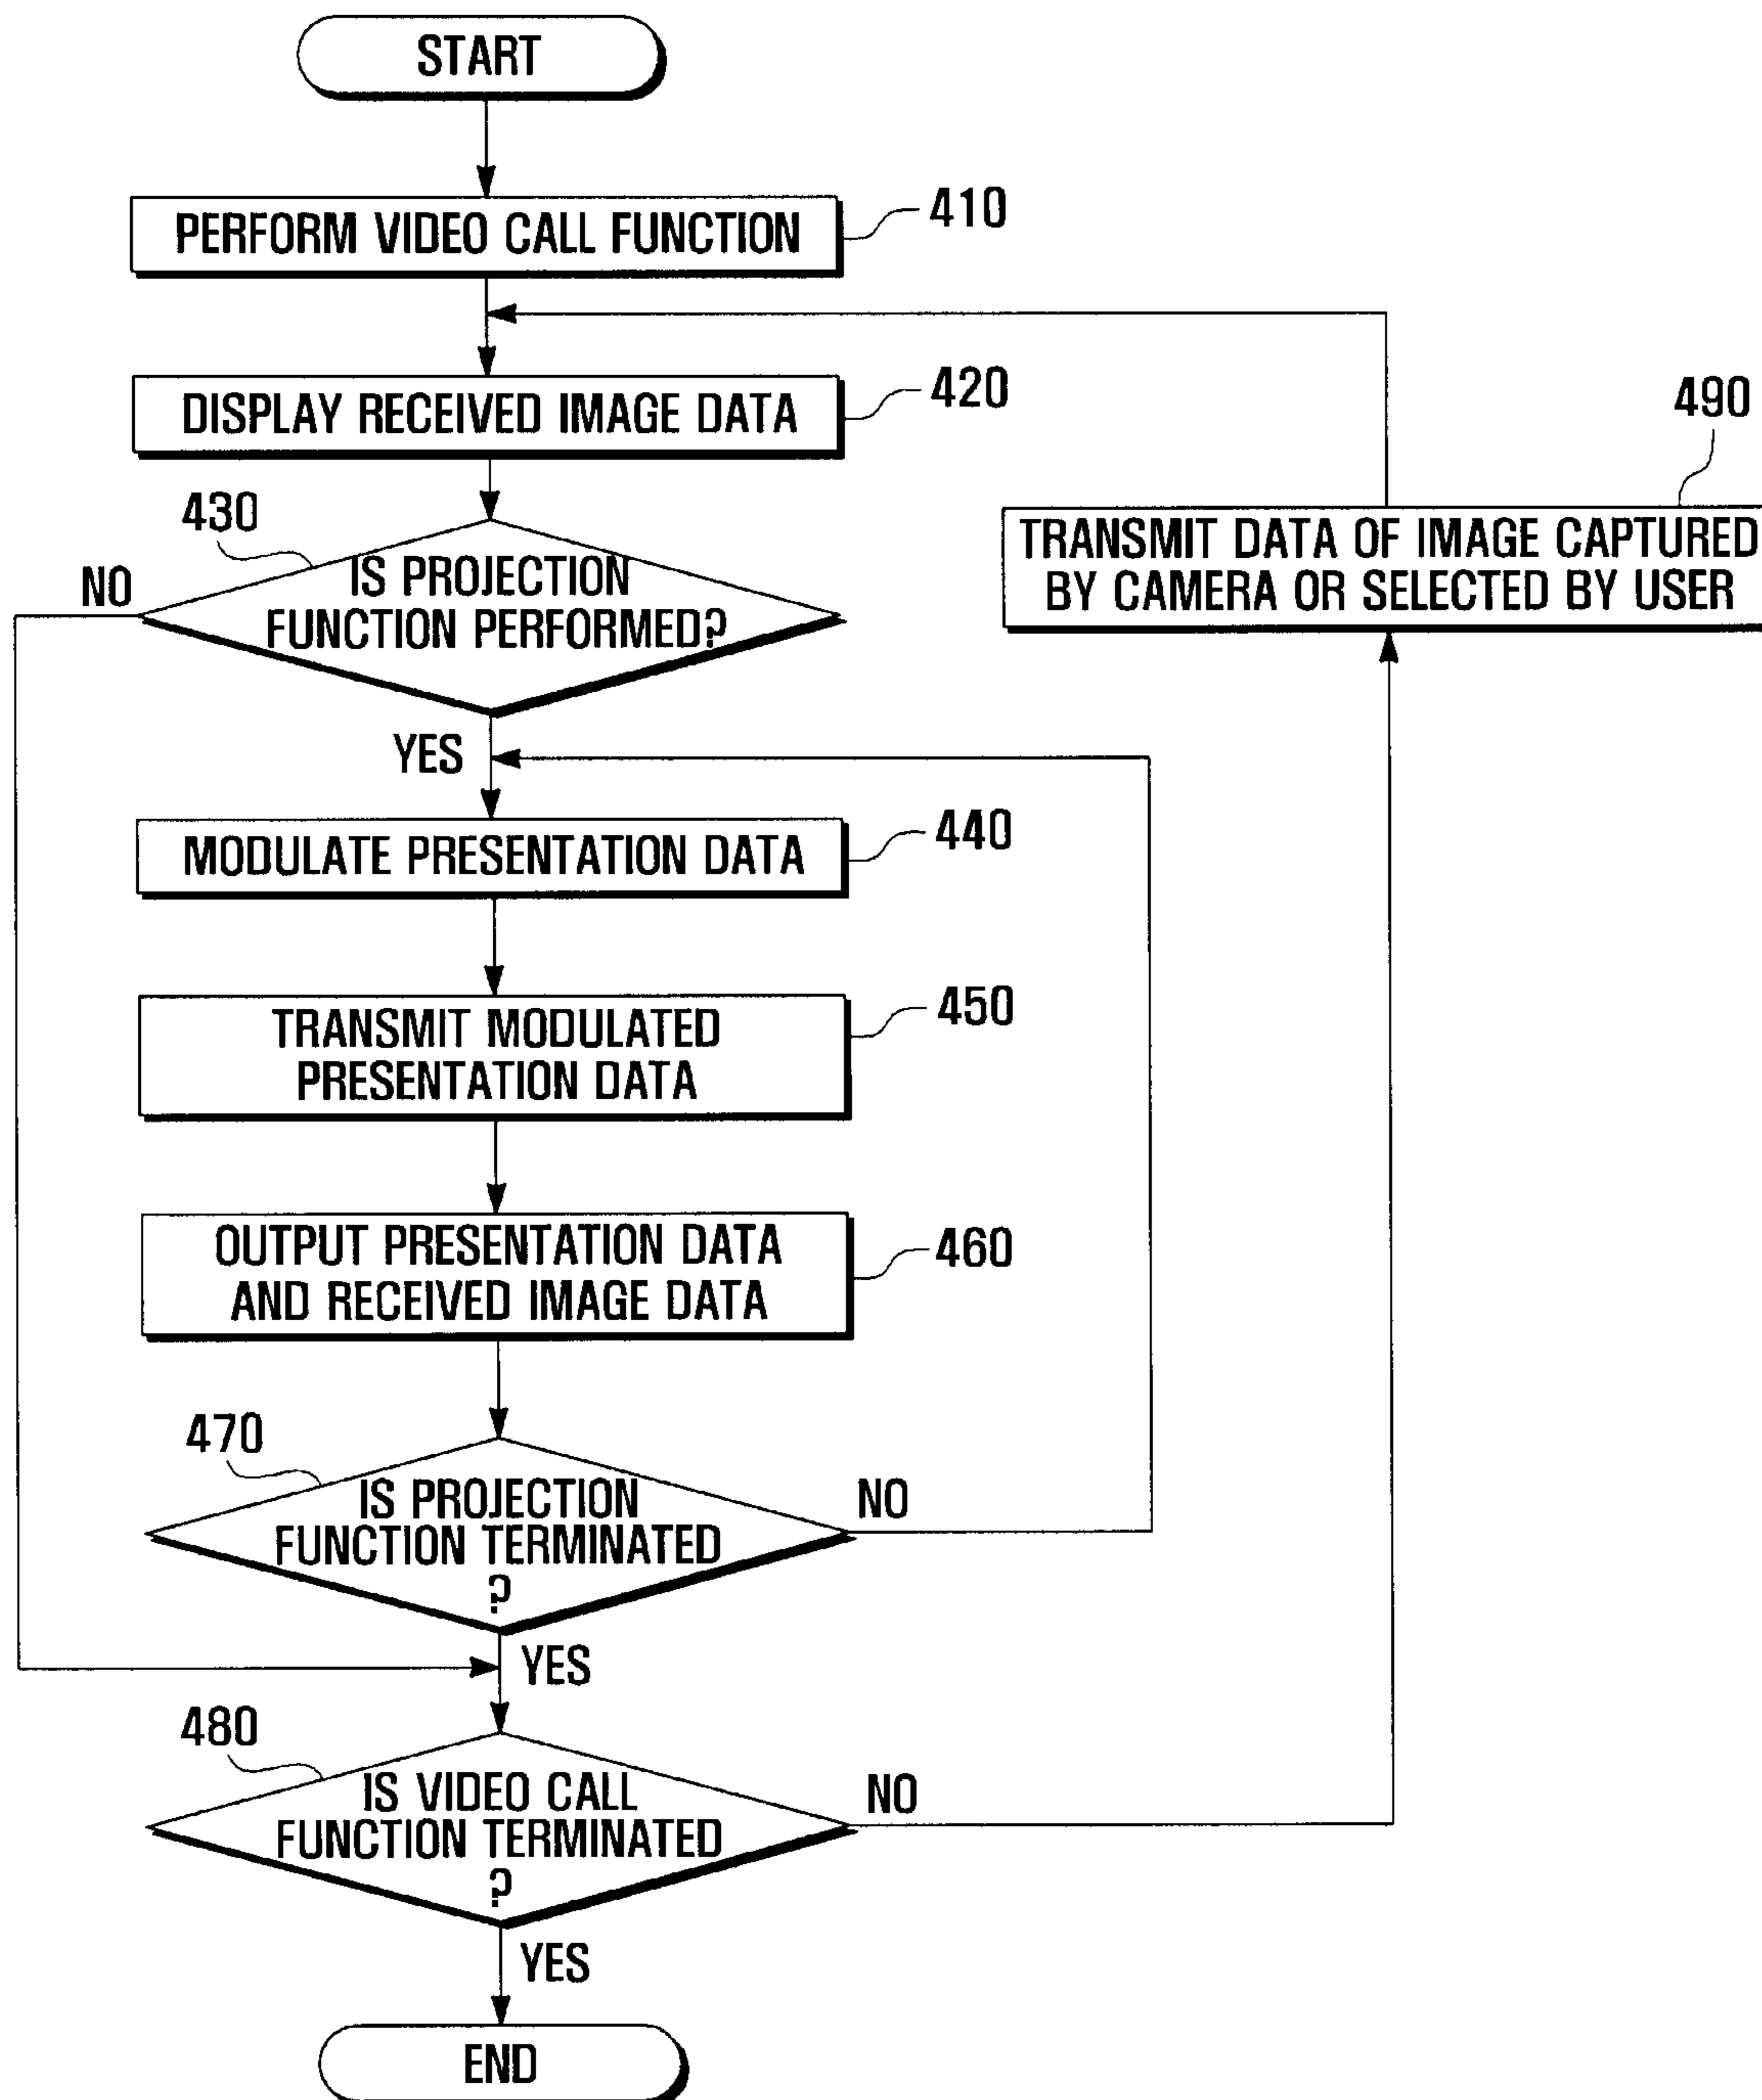 START
PERFORM VIDEO CALL FUNCTION
410
DISPLAY RECEIVED IMAGE DATA
420
490
TRANSMIT DATA OF IMAGE CAPTURED
BY CAMERA OR SELECTED BY USER
430
NO
IS PROJECTION
FUNCTION PERFORMED?
YES
MODULATE PRESENTATION DATA
440
TRANSMIT MODULATED
PRESENTATION DATA
450
OUTPUT PRESENTATION DATA
AND RECEIVED IMAGE DATA
460
470
IS PROJECTION
FUNCTION TERMINATED
?
NO
YES
480
IS VIDEO CALL
FUNCTION TERMINATED
?
NO
YES
END